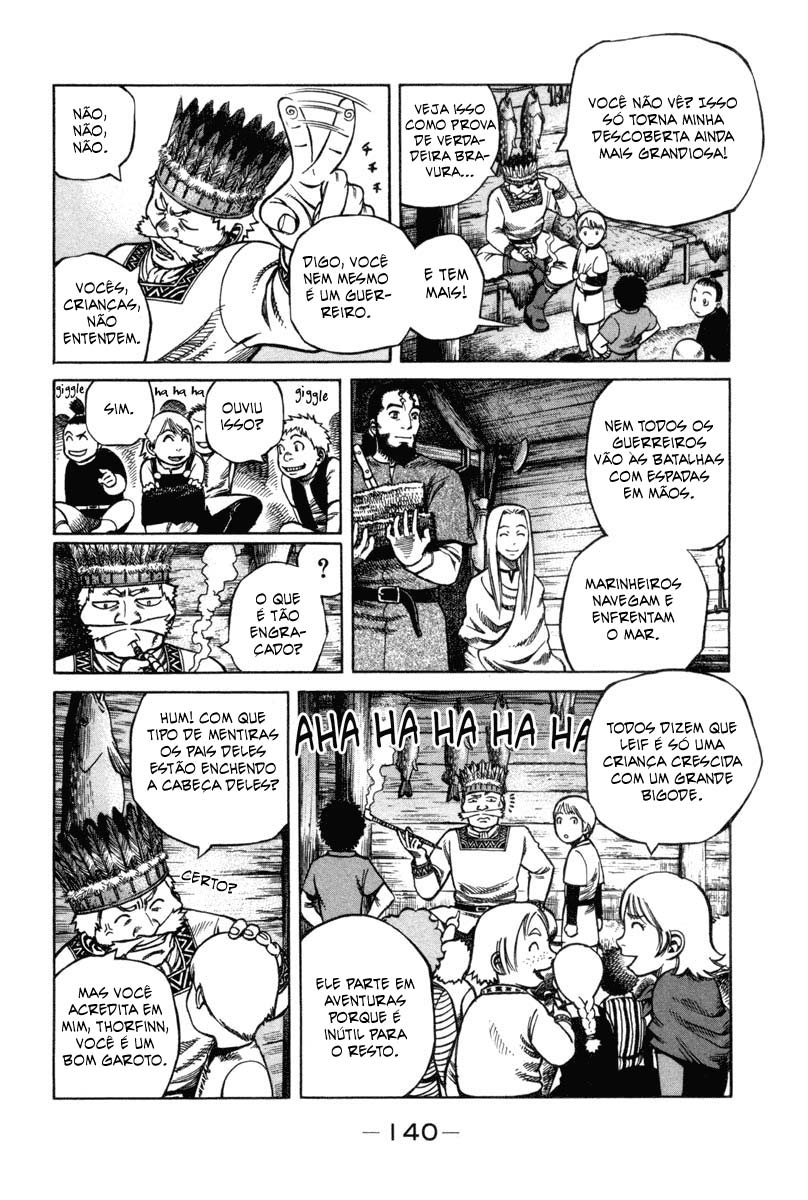 VOCÊ NÃO VÊ? ISSO
SÓ TORNA MINHA
DESCOBERTA AINDA
MAIS GRANDIOSA!
VEJA ISSO
COMO PROVA
DE VERDA-
DEIRA BRA-
VURA...
E TEM
MAIS!
NÃO,
NÃO,
NÃO.
DIGO, VOCÊ
NEM MESMO
É UM GUER-
REIRO.
VOCÊS,
CRIANÇAS,
NÃO
ENTENDEM.
NEM TODOS OS
GUERREIROS
VÃO ÀS BATALHAS
COM ESPADAS
EM MÃOS.
MARINHEIROS
NAVEGAM E
ENFRENTAM
O MAR.
giggle
OUVIU
ISSO?
ha ha ha
SIM.
giggle
?
O QUE
É TÃO
ENGRA-
CADO?
TODOS DIZEM QUE
LEIF É SÓ UMA
CRIANÇA CRESCIDA
COM UM GRANDE
BIGODE.
AHA HA HA HA HA
ELE PARTE EM
AVENTURAS
PORQUE É
INÚTIL PARA
O RESTO.
HUM! COM QUE
TIPO DE MENTIRAS
OS PAIS DELES
ESTÃO ENCHENDO
A CABEÇA DELES?
CERTO?
MAS VOCÊ
ACREDITA EM
MIM, THORFINN,
VOCÊ É UM
BOM GAROTO.
— 140 —